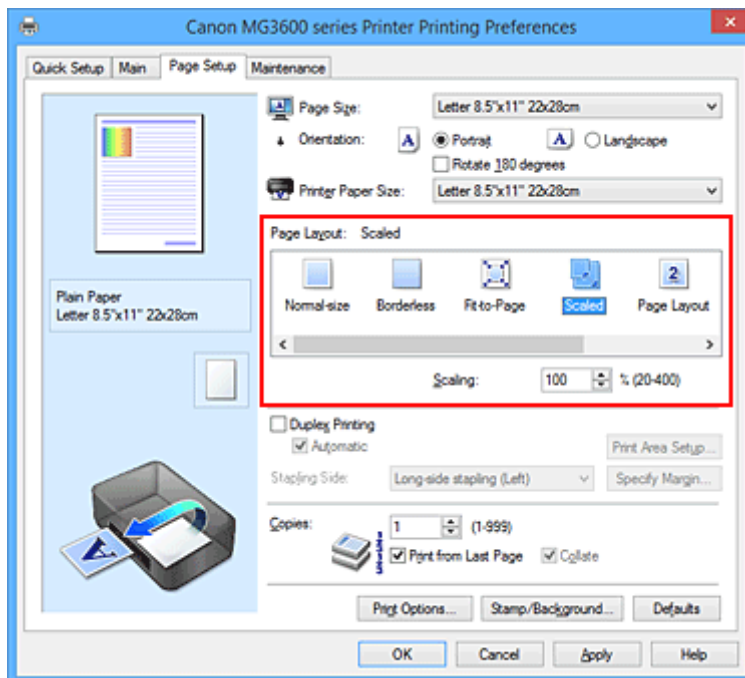 Canon MG3600 series Printer Printing Preferences
Quick Setup Main Page Setup Maintenance
Page Size: Letter 8.5"x11" 22x28cm
Orientation: A Portrait A Landscape
Rotate 180 degrees
Printer Paper Size: Letter 8.5"x11" 22x28cm
Page Layout: Scaled
Normal-size Borderless Fit-to-Page Scaled Page Layout
Scaling: 100 % (20-400)
Plain Paper
Letter 8.5"x11" 22x28cm
Duplex Printing
Automatic Print Area Setup...
Stapling Side: Long-side stapling (Left) Specify Margin...
Copies: 1 (1-999)
Print from Last Page Collate
Print Options... Stamp/Background... Defaults
OK Cancel Apply Help